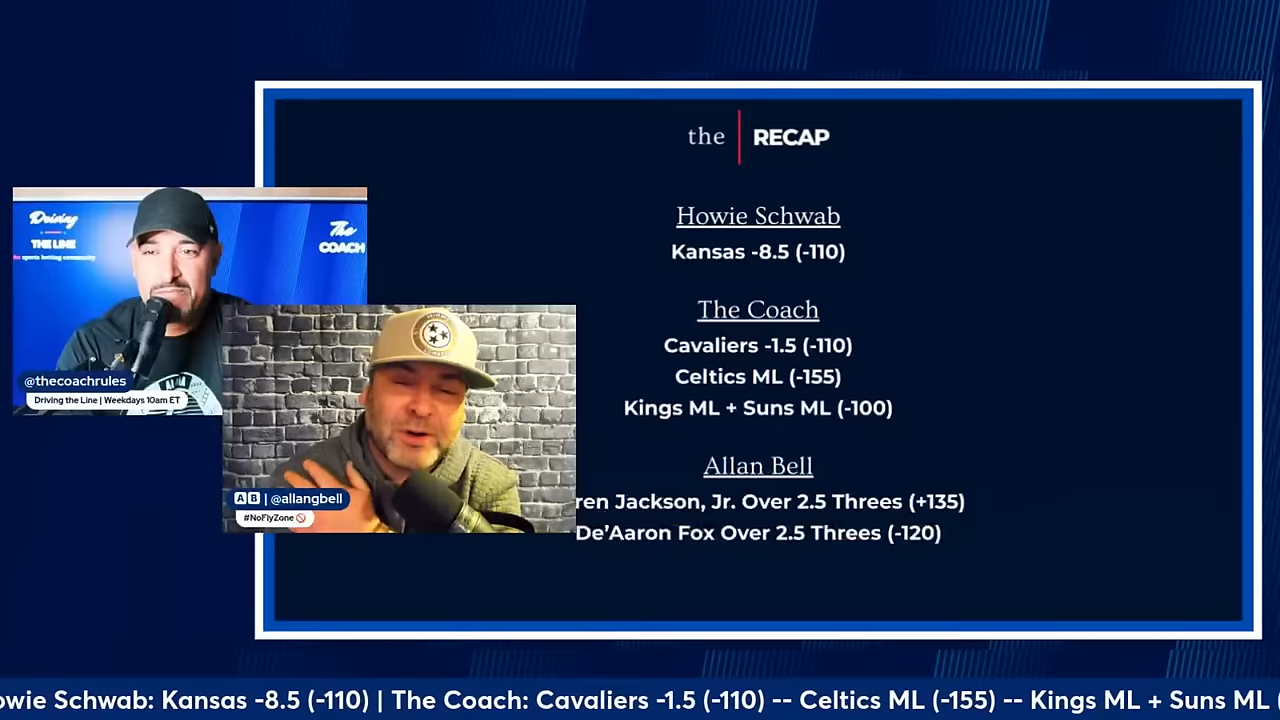 the | RECAP
Howie Schwab
Kansas -8.5 (-110)
The Coach
Cavaliers -1.5 (-110)
Celtics ML (-155)
Kings ML + Suns ML (-100)
Allan Bell
ren Jackson, Jr. Over 2.5 Threes (+135)
De’Aaron Fox Over 2.5 Threes (-120)
Driving
THE LINE
sports betting community
The
COACH
@thecoachrules
Driving the Line | Weekdays 10am ET
AB | @allangbell
#NoFlyZone
owie Schwab: Kansas -8.5 (-110) | The Coach: Cavaliers -1.5 (-110) -- Celtics ML (-155) -- Kings ML + Suns ML